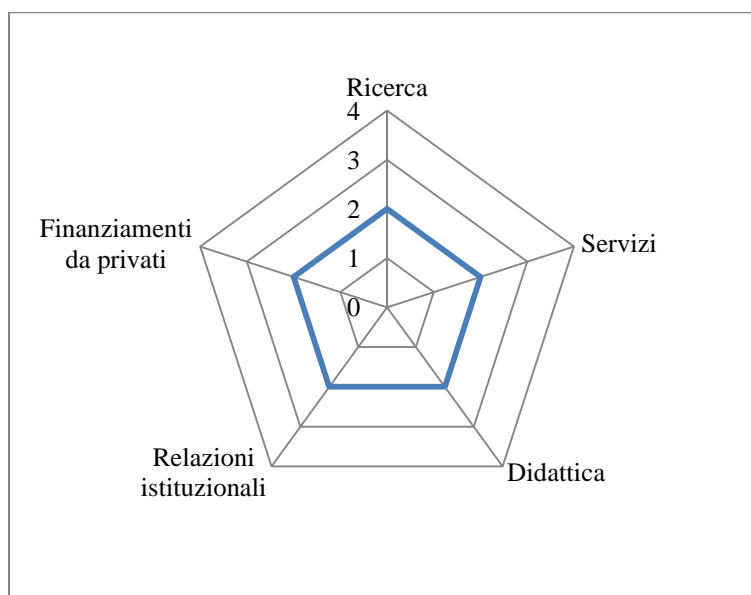 Ricerca
4
3
2
1
0
Servizi
Didattica
Relazioni
istituzionali
Finanziamenti
da privati